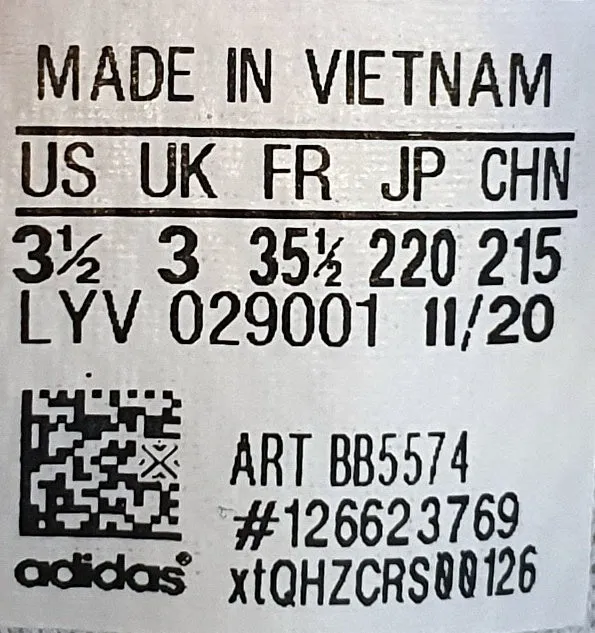 MADE IN VIETNAM
US UK FR JP CHN
3½ 3 35½ 220 215
LYV 029001 11/20
ART BB5574
#126623769
xtQHZCRS00126
adidas®